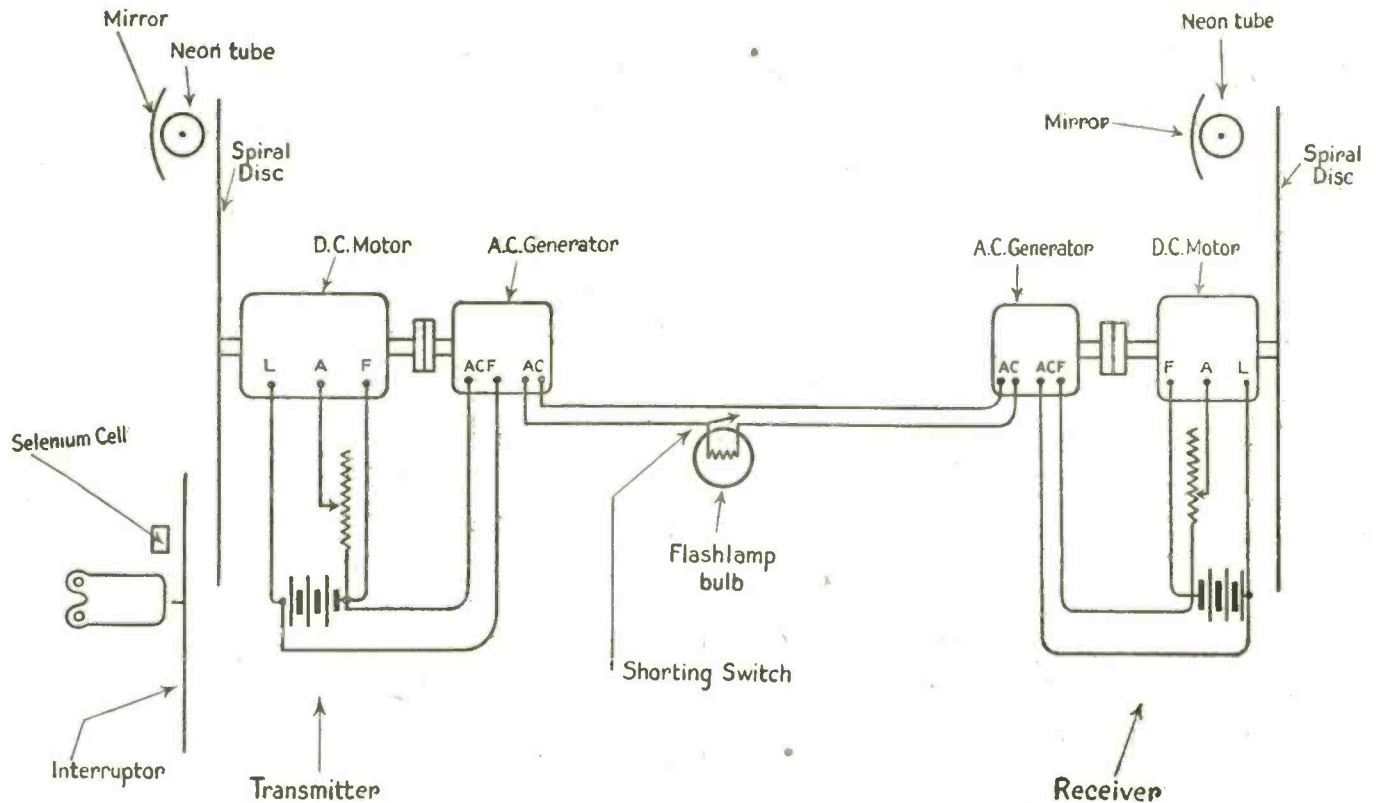 Mirror
Neon tube
Neon tube
Mirror
Spiral
Disc
Spiral
Disc
D.C. Motor
A.C. Generator
A.C. Generator
D.C. Motor
L A F
ACF AC
AC ACF
F A L
Selenium Cell
Flashlamp
bulb
Shorting Switch
Interruptor
Transmitter
Receiver